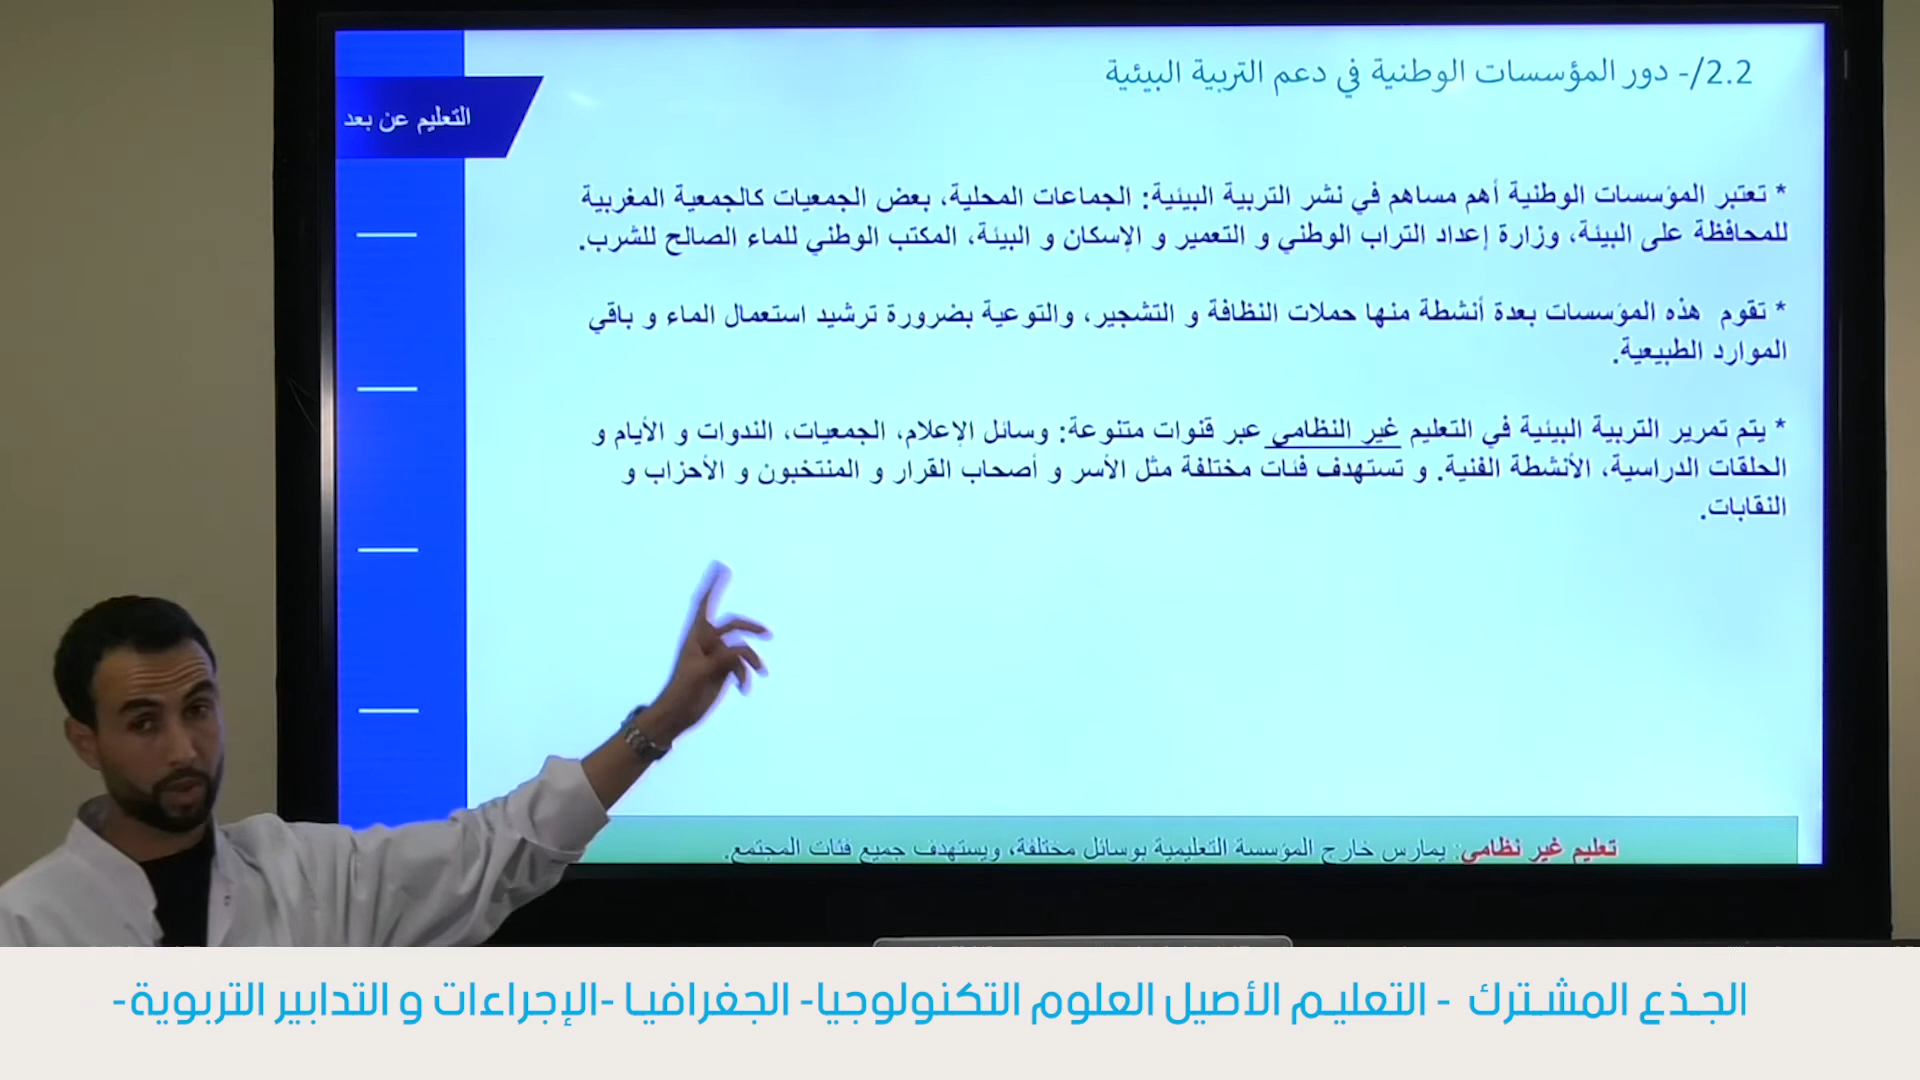 2.2/- دور المؤسسات الوطنية في دعم التربية البيئية
التعليم عن بعد
* تعتبر المؤسسات الوطنية أهم مساهم في نشر التربية البيئية: الجماعات المحلية، بعض الجمعيات كالجمعية المغربية
للمحافظة على البيئة، وزارة إعداد التراب الوطني و التعمير و الإسكان و البيئة، المكتب الوطني للماء الصالح للشرب.
* تقوم هذه المؤسسات بعدة أنشطة منها حملات النظافة و التشجير، والتوعية بضرورة ترشيد استعمال الماء و باقي
الموارد الطبيعية.
* يتم تمرير التربية البيئية في التعليم غير النظامي عبر قنوات متنوعة: وسائل الإعلام، الجمعيات، الندوات و الأيام و
الحلقات الدراسية، الأنشطة الفنية. و تستهدف فئات مختلفة مثل الأسر و أصحاب القرار و المنتخبون و الأحزاب و
النقابات.
تعليم غير نظامي: يمارس خارج المؤسسة التعليمية بوسائل مختلفة، ويستهدف جميع فئات المجتمع.
الجذع المشترك - التعليم الأصيل العلوم التكنولوجيا- الجغرافيا -الإجراءات و التدابير التربوية-